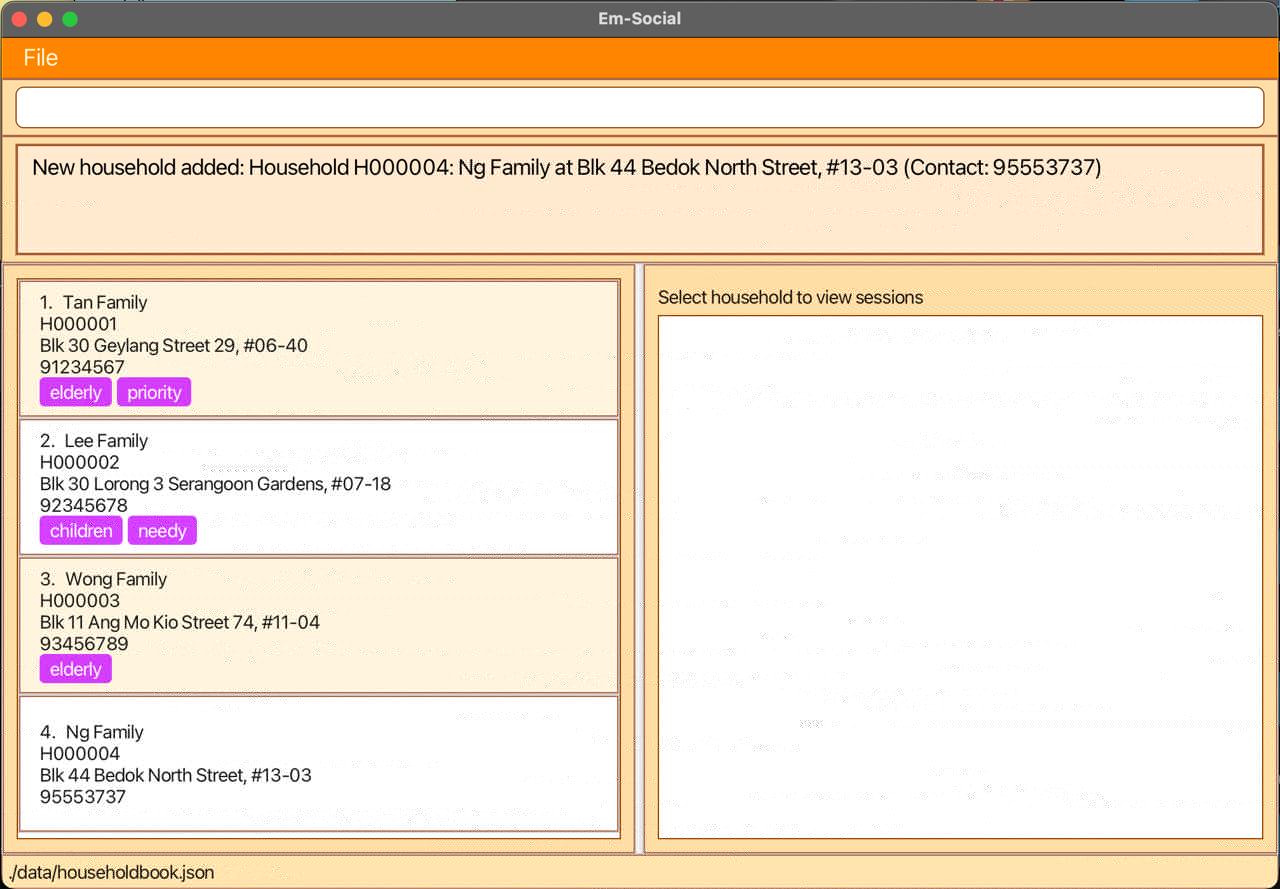 Em-Social
File
New household added: Household H000004: Ng Family at Blk 44 Bedok North Street, #13-03 (Contact: 95553737)
1. Tan Family
H000001
Blk 30 Geylang Street 29, #06-40
91234567
elderly priority
2. Lee Family
H000002
Blk 30 Lorong 3 Serangoon Gardens, #07-18
92345678
children needy
3. Wong Family
H000003
Blk 11 Ang Mo Kio Street 74, #11-04
93456789
elderly
4. Ng Family
H000004
Blk 44 Bedok North Street, #13-03
95553737
Select household to view sessions
./data/householdbook.json